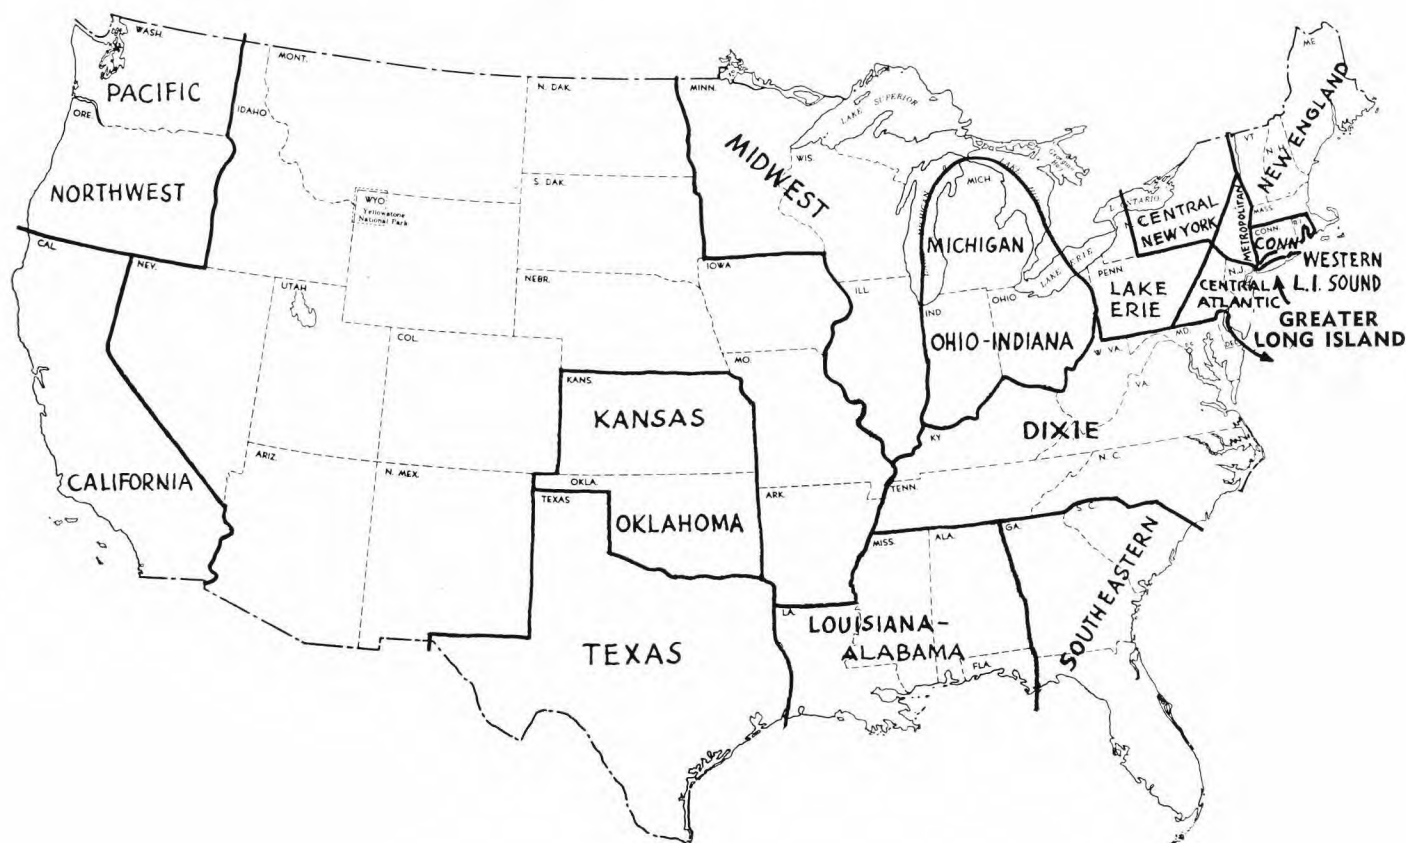 WASH.
PACIFIC
ORE.
NORTHWEST
IDAHO
MONT.
WYO
Yellowstone
National Park
N. DAK.
S. DAK.
NEBR.
MINN.
MIDWEST
WIS.
LAKE SUPERIOR
MICH
MICHIGAN
IOWA
ILL.
IND.
OHIO
OHIO-INDIANA
LAKE ERIE
L. ONTARIO
CENTRAL
NEW YORK
METROPOLITAN
VT.
ME
NEW ENGLAND
MASS.
CONN.
R.I.
CONN
WESTERN
L.I. SOUND
GREATER
LONG ISLAND
PENN.
LAKE
ERIE
N.J.
CENTRAL
ATLANTIC
MD.
DEL.
W. VA.
VA.
CAL.
NEV.
UTAH
COL.
CALIFORNIA
ARIZ.
N. MEX.
KANS.
KANSAS
MO.
OKLA.
OKLAHOMA
TEXAS
TEXAS
ARK.
KY
DIXIE
TENN.
N. C.
S. C.
MISS.
ALA.
GA.
LA.
LOUISIANA-
ALABAMA
FLA.
SOUTHEASTERN